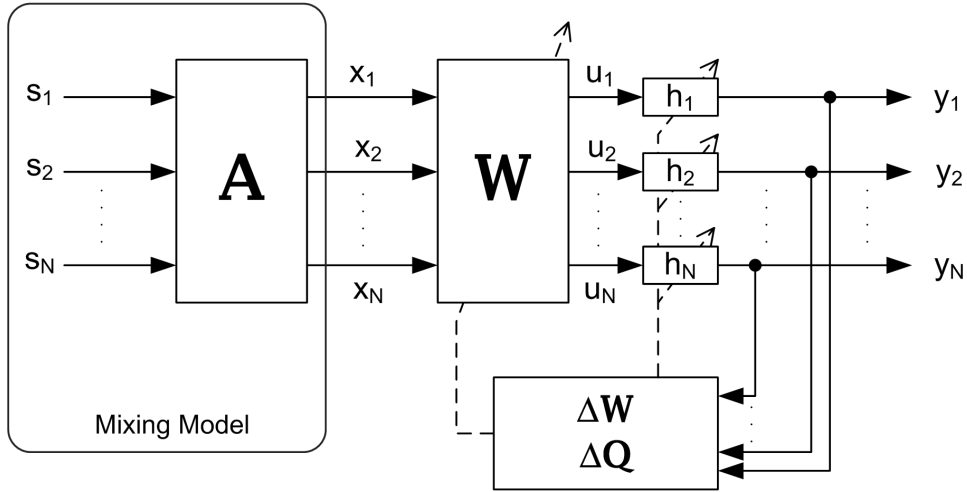 s1 x1 u1 h1 y1
s2 x2 u2 h2 y2
A W
sN xN uN hN yN
Mixing Model
ΔW
ΔQ